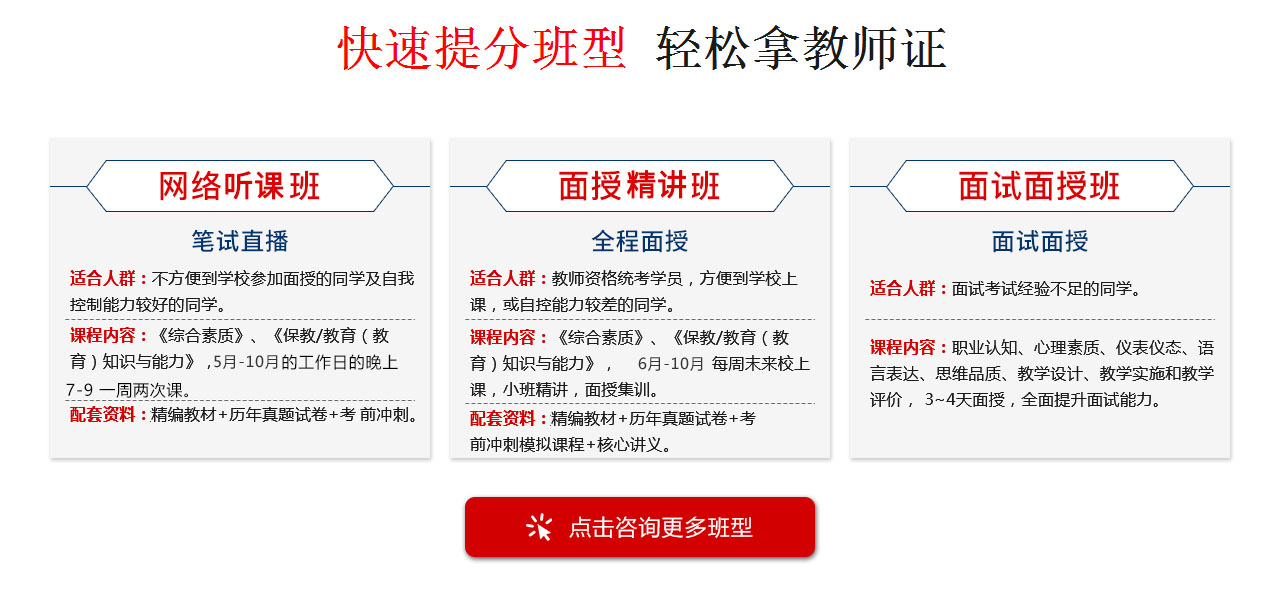 快速提分班型 轻松拿教师证
网络听课班
笔试直播
适合人群：不方便到学校参加面授的同学及自我
控制能力较好的同学。
课程内容：《综合素质》、《保教/教育（教
育）知识与能力》，5月-10月的工作日的晚上
7-9 一周两次课。
配套资料：精编教材+历年真题试卷+考 前冲刺。
面授精讲班
全程面授
适合人群：教师资格统考学员，方便到学校上
课，或自控能力较差的同学。
课程内容：《综合素质》、《保教/教育（教
育）知识与能力》， 6月-10月 每周末来校上
课，小班精讲，面授集训。
配套资料：精编教材+历年真题试卷+考
前冲刺模拟课程+核心讲义。
面试面授班
面试面授
适合人群：面试考试经验不足的同学。
课程内容：职业认知、心理素质、仪表仪态、语
言表达、思维品质、教学设计、教学实施和教学
评价， 3~4天面授，全面提升面试能力。
点击咨询更多班型